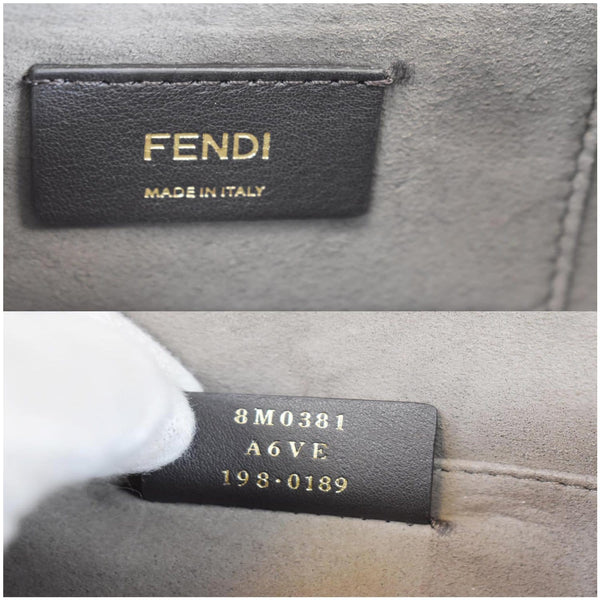 FENDI
MADE IN ITALY
8M0381
A6VE
198·0189